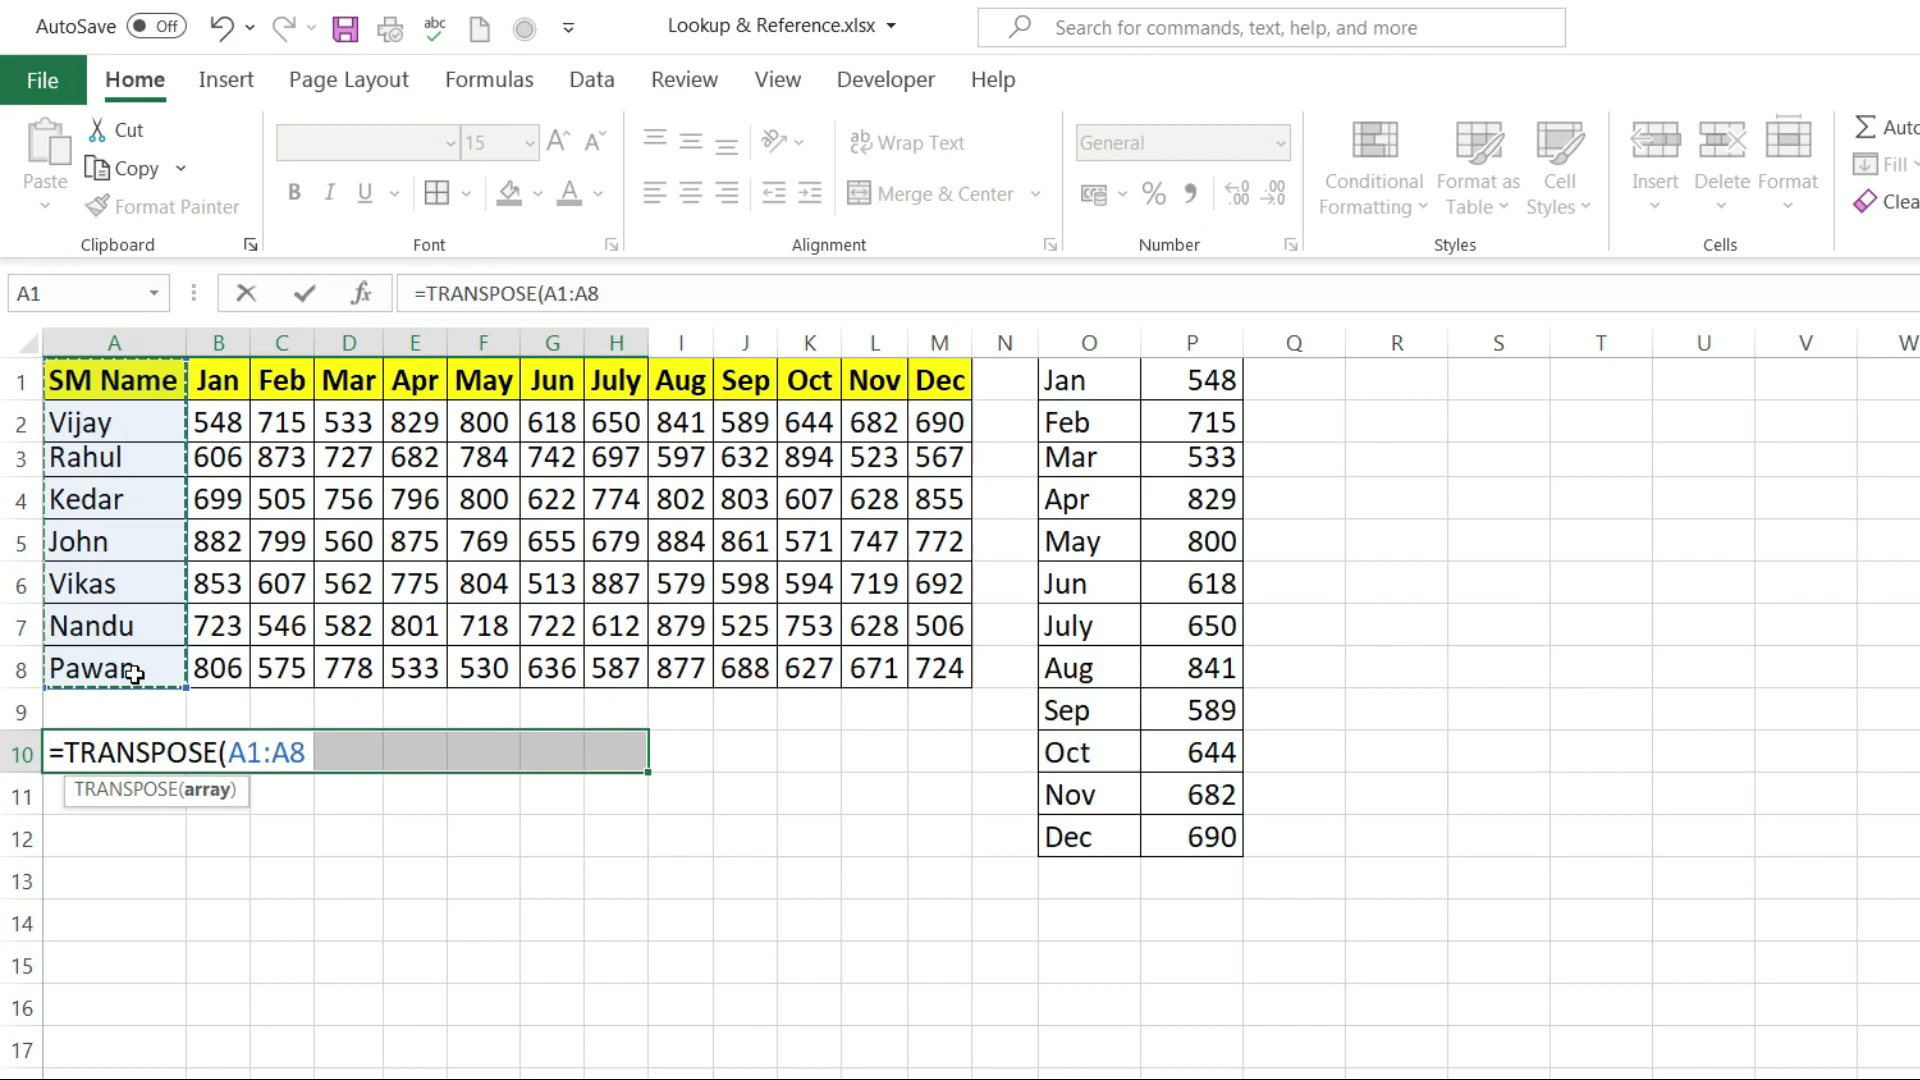 AutoSave Off Lookup & Reference.xlsx Search for commands, text, help, and more
File Home Insert Page Layout Formulas Data Review View Developer Help
Paste Cut Copy Format Painter
Clipboard
15
Font
Wrap Text
Merge & Center
Alignment
General
Number
Conditional Formatting Format as Table Cell Styles
Styles
Insert Delete Format
Cells
Fill
A1 fx =TRANSPOSE(A1:A8
A B C D E F G H I J K L M N O P Q R S T U V W
1 SM Name Jan Feb Mar Apr May Jun July Aug Sep Oct Nov Dec Jan 548
2 Vijay 548 715 533 829 800 618 650 841 589 644 682 690 Feb 715
3 Rahul 606 873 727 682 784 742 697 597 632 894 523 567 Mar 533
4 Kedar 699 505 756 796 800 622 774 802 803 607 628 855 Apr 829
5 John 882 799 560 875 769 655 679 884 861 571 747 772 May 800
6 Vikas 853 607 562 775 804 513 887 579 598 594 719 692 Jun 618
7 Nandu 723 546 582 801 718 722 612 879 525 753 628 506 July 650
8 Pawan 806 575 778 533 530 636 587 877 688 627 671 724 Aug 841
9 Sep 589
10 =TRANSPOSE(A1:A8 Oct 644
TRANSPOSE(array)
11 Nov 682
12 Dec 690
13
14
15
16
17